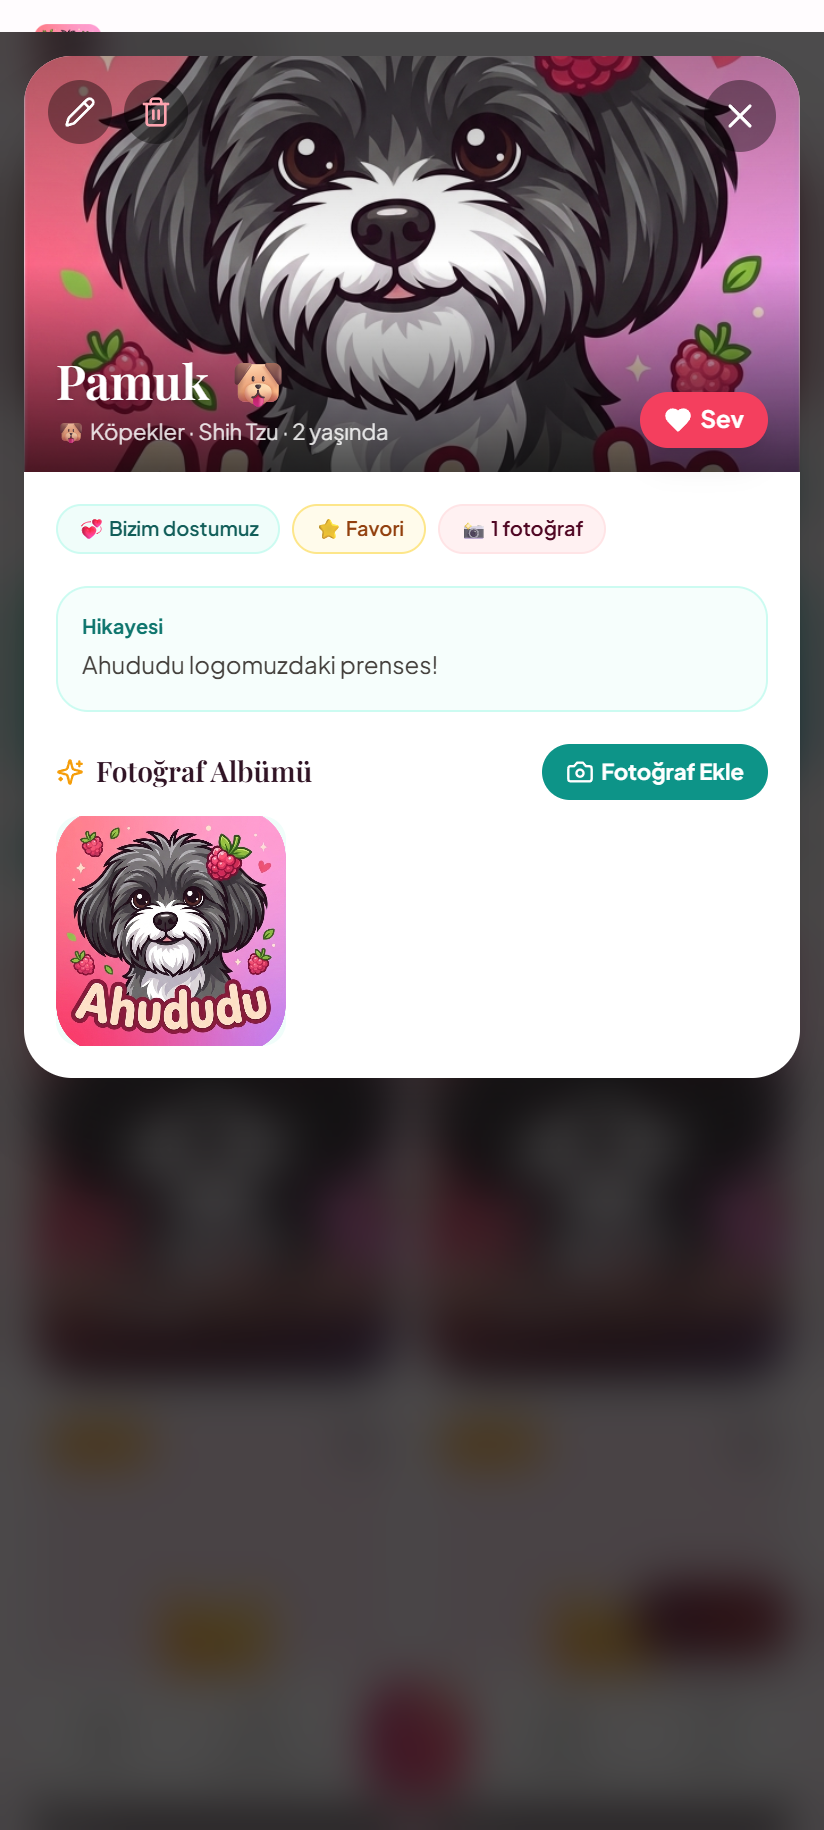 Pamuk
Köpekler · Shih Tzu · 2 yaşında
Sev
Bizim dostumuz
Favori
1 fotoğraf
Hikayesi
Ahududu logomuzdaki prenses!
Fotoğraf Albümü
Fotoğraf Ekle
Ahududu